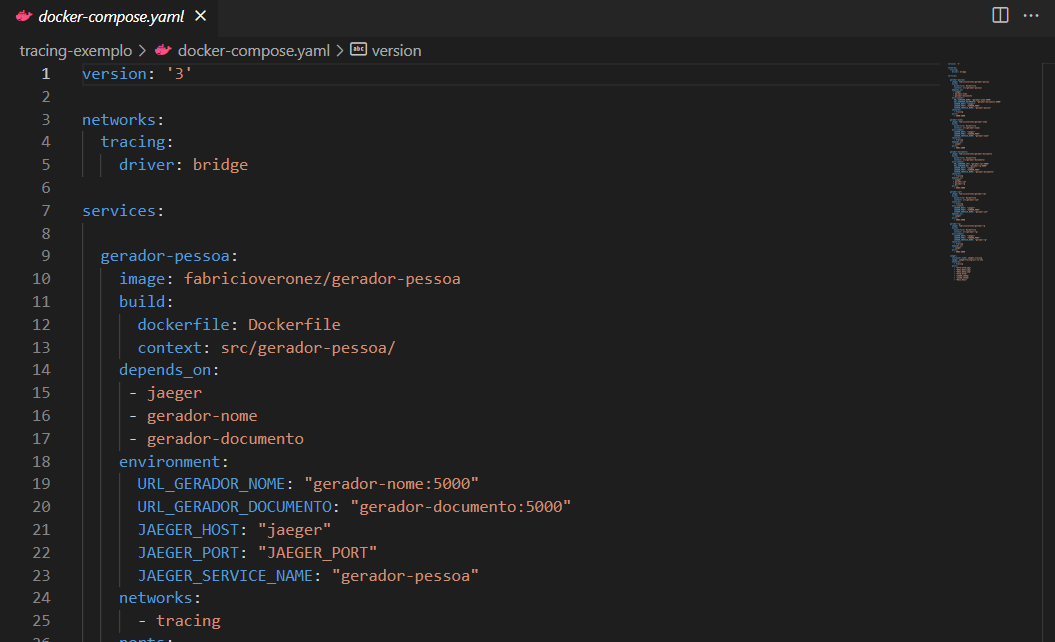 docker-compose.yaml
tracing-exemplo > docker-compose.yaml > abc version
1 version: '3'
2
3 networks:
4   tracing:
5     driver: bridge
6
7 services:
8
9   gerador-pessoa:
10     image: fabricioveronez/gerador-pessoa
11     build:
12       dockerfile: Dockerfile
13       context: src/gerador-pessoa/
14     depends_on:
15      - jaeger
16      - gerador-nome
17      - gerador-documento
18     environment:
19       URL_GERADOR_NOME: "gerador-nome:5000"
20       URL_GERADOR_DOCUMENTO: "gerador-documento:5000"
21       JAEGER_HOST: "jaeger"
22       JAEGER_PORT: "JAEGER_PORT"
23       JAEGER_SERVICE_NAME: "gerador-pessoa"
24     networks:
25       - tracing
26     ports: